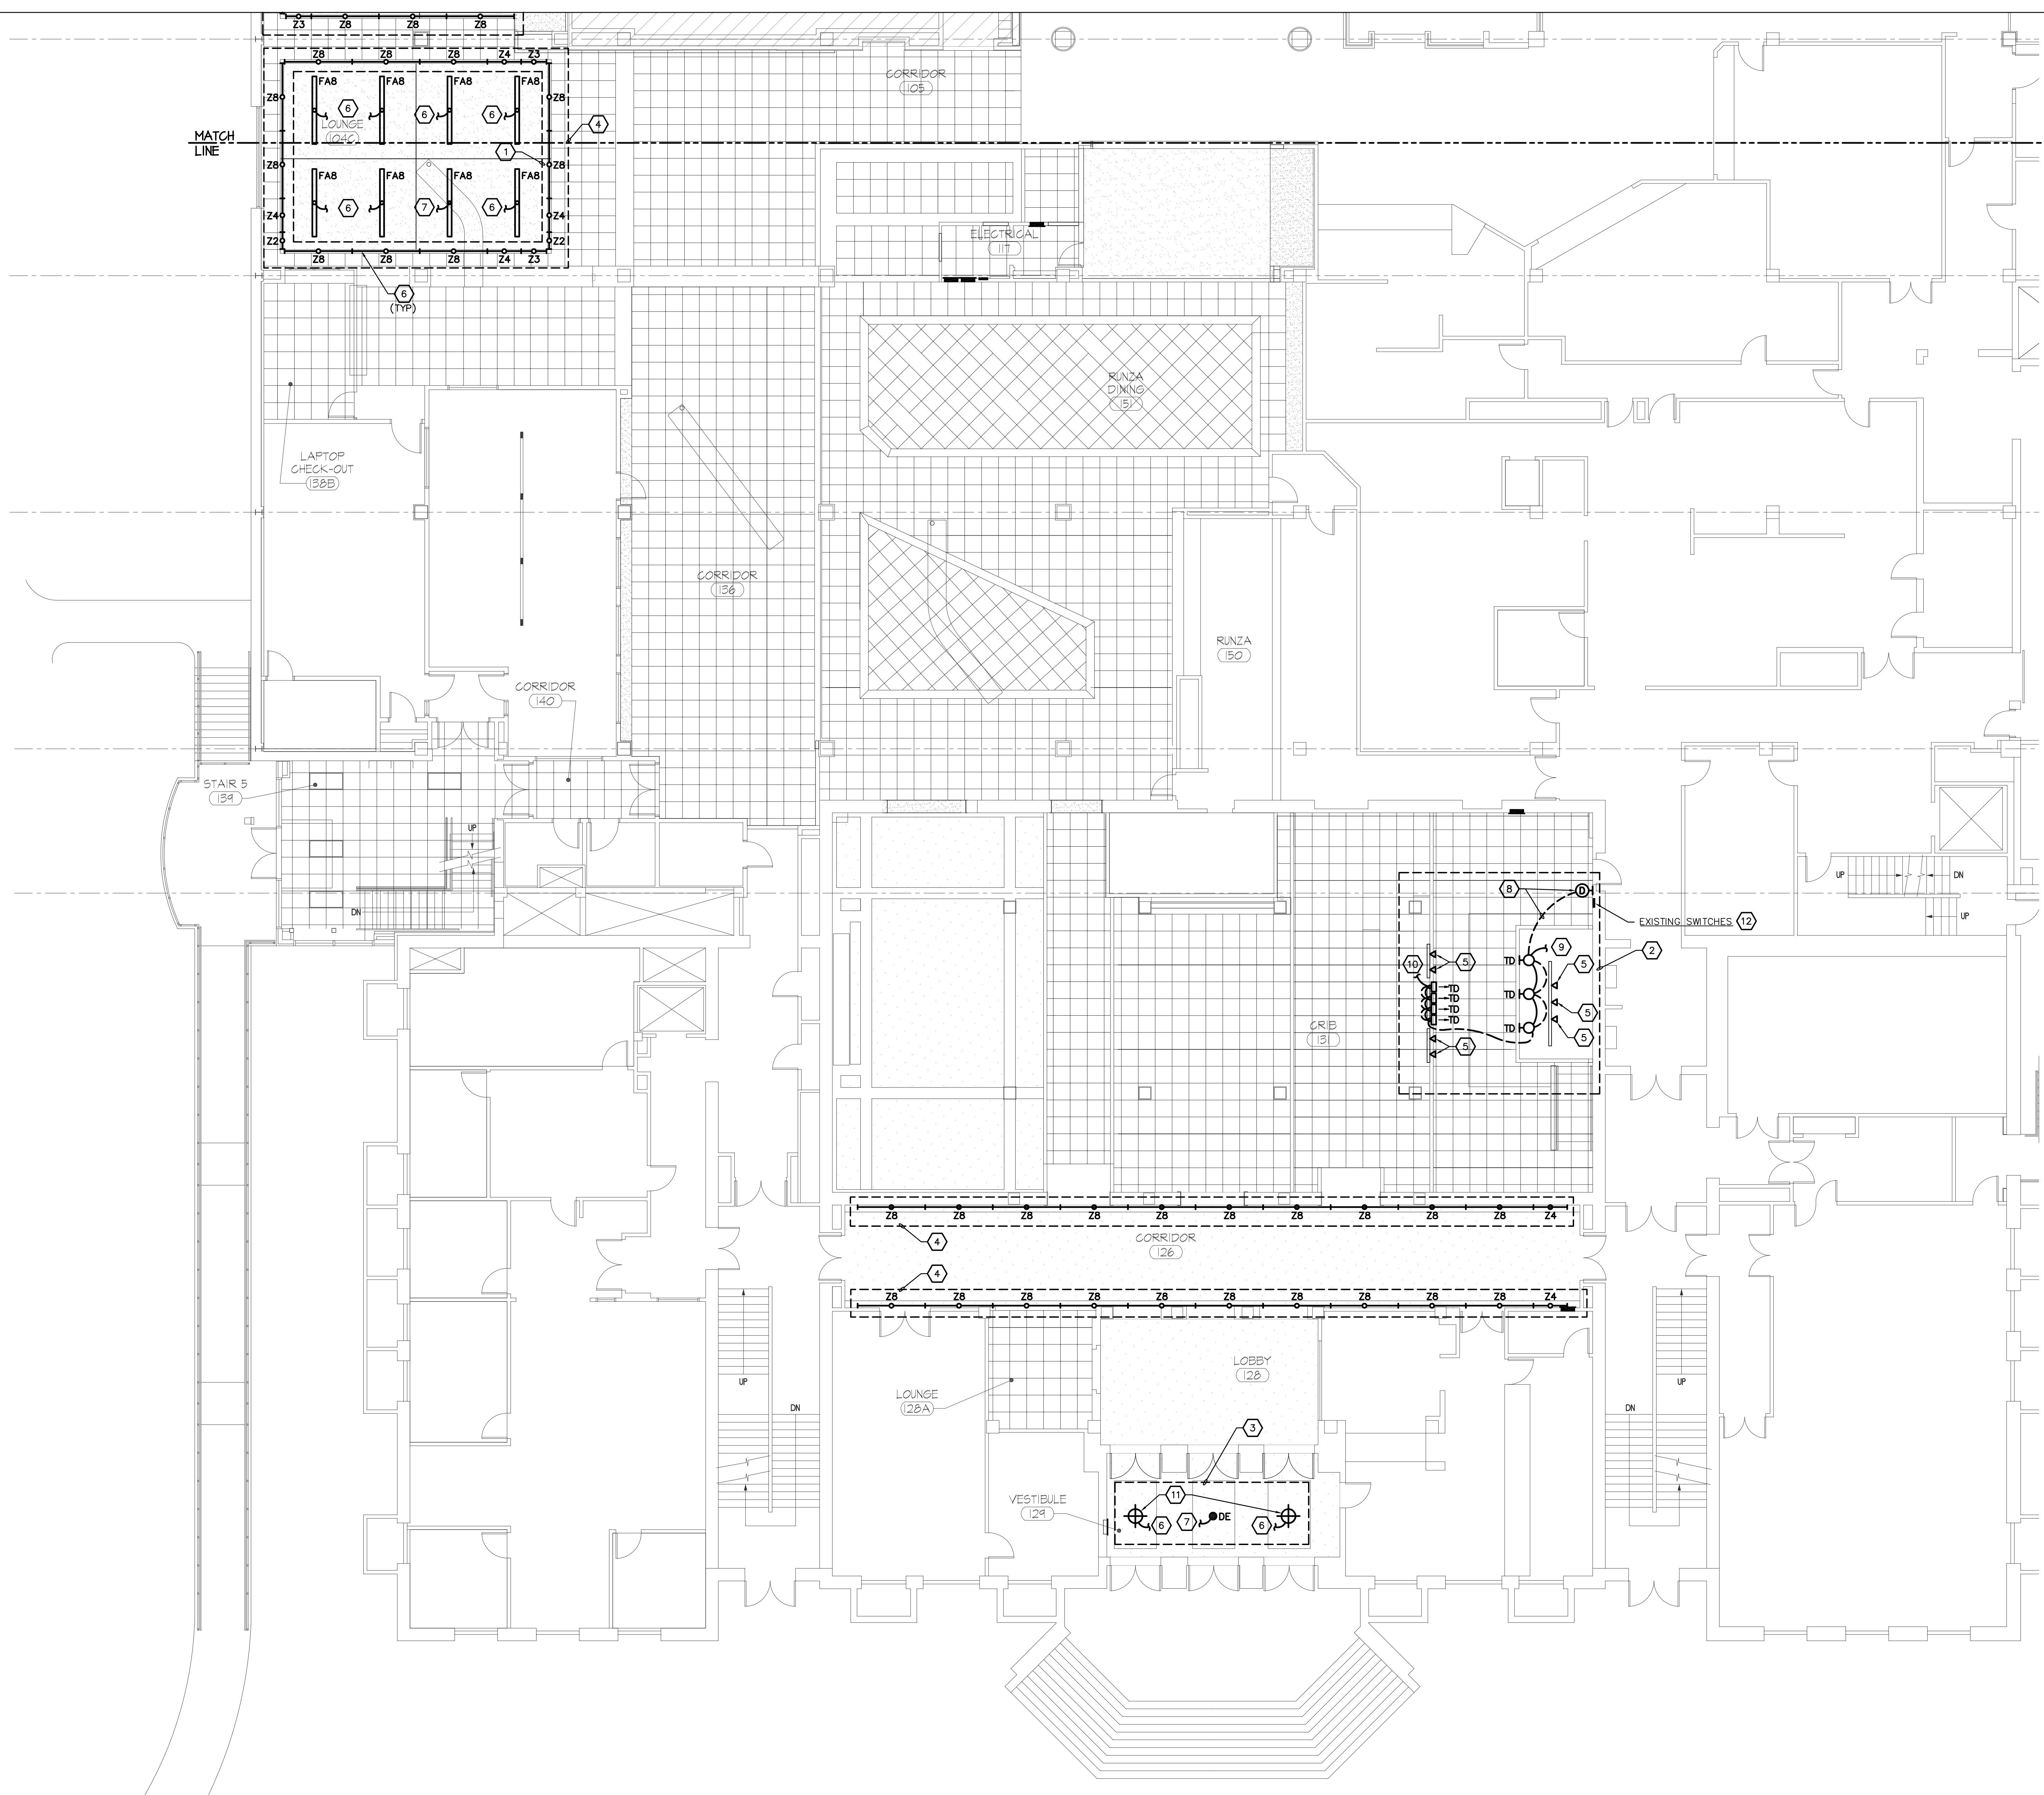 Z3 Z8 Z8 Z8
Z8 Z8 Z8 Z4 Z3
FA8 FA8 FA8 FA8
Z8 Z8
6 6 6
LOUNGE
104C
4
MATCH
LINE
1
Z8 Z8
FA8 FA8 FA8 FA8
6 7 6
Z4 Z4
Z2 Z2
Z8 Z8 Z8 Z4 Z3
6
(TYP)
CORRIDOR
105
ELECTRICAL
117
RUNZA
DINING
151
LAPTOP
CHECK-OUT
138B
CORRIDOR
136
RUNZA
150
CORRIDOR
140
STAIR 5
139
UP
DN
UP
DN
UP
8
D
EXISTING SWITCHES 12
9
2
10
5
TD
5
TD
TD
TD
TD
TD
5
TD
5
5
CRIB
131
Z8 Z8 Z8 Z8 Z8 Z8 Z8 Z8 Z8 Z8 Z4
4
CORRIDOR
126
4
Z8 Z8 Z8 Z8 Z8 Z8 Z8 Z8 Z8 Z8 Z4
UP
DN
UP
DN
LOBBY
128
LOUNGE
128A
3
VESTIBULE
129
11
6 7 DE 6